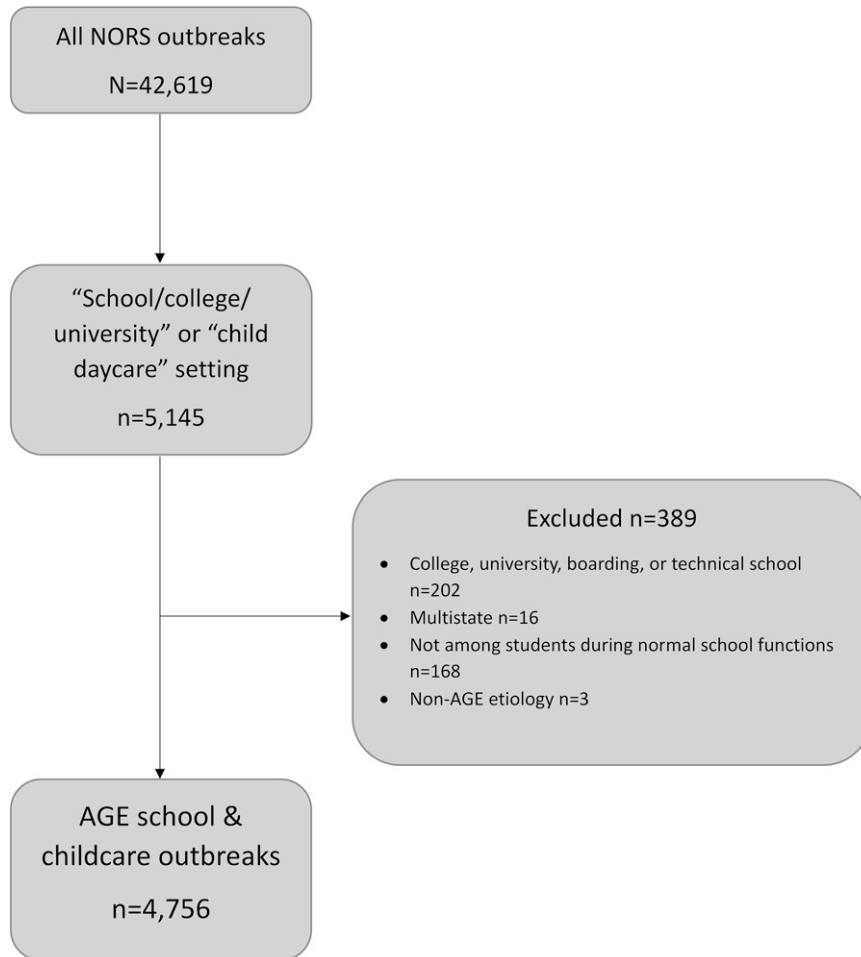 All NORS outbreaks
N=42,619
“School/college/
university” or “child
daycare” setting
n=5,145
Excluded n=389
• College, university, boarding, or technical school
n=202
• Multistate n=16
• Not among students during normal school functions
n=168
• Non-AGE etiology n=3
AGE school &
childcare outbreaks
n=4,756